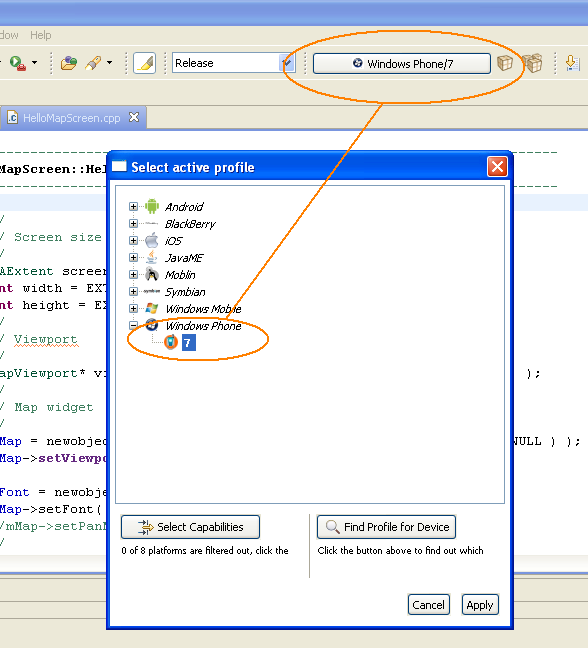 dow Help
Release
Windows Phone/7
HelloMapScreen.cpp
MapScreen::Hel
Select active profile
/
/ Screen size
/
AExtent screen
nt width = EXT
nt height = EX
/
/ Viewport
/
apViewport* vi
);
/
/ Map widget
/
Map = newobjec
NULL ) );
Map->setViewpo
Font = newobje
Map->setFont(
/mMap->setPanM
/
Android
BlackBerry
iOS
JavaME
Moblin
Symbian
Windows Mobile
Windows Phone
7
Select Capabilities
Find Profile for Device
0 of 8 platforms are filtered out, click the
Click the button above to find out which
Cancel
Apply